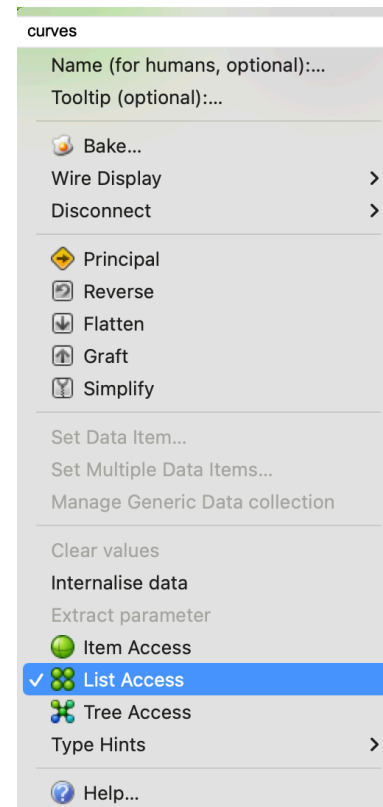 curves
Name (for humans, optional):...
Tooltip (optional):...
Bake...
Wire Display
Disconnect
Principal
Reverse
Flatten
Graft
Simplify
Set Data Item...
Set Multiple Data Items...
Manage Generic Data collection
Clear values
Internalise data
Extract parameter
Item Access
List Access
Tree Access
Type Hints
Help...